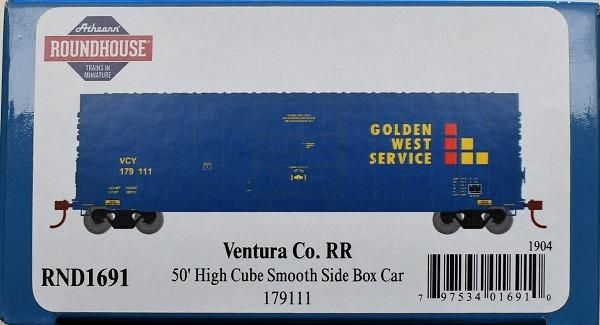 Athearn
ROUNDHOUSE
TRAINS IN
MINIATURE
GOLDEN
WEST
SERVICE
VCY
179 111
Ventura Co. RR
1904
RND1691
50' High Cube Smooth Side Box Car
179111
7 97534 01691 0